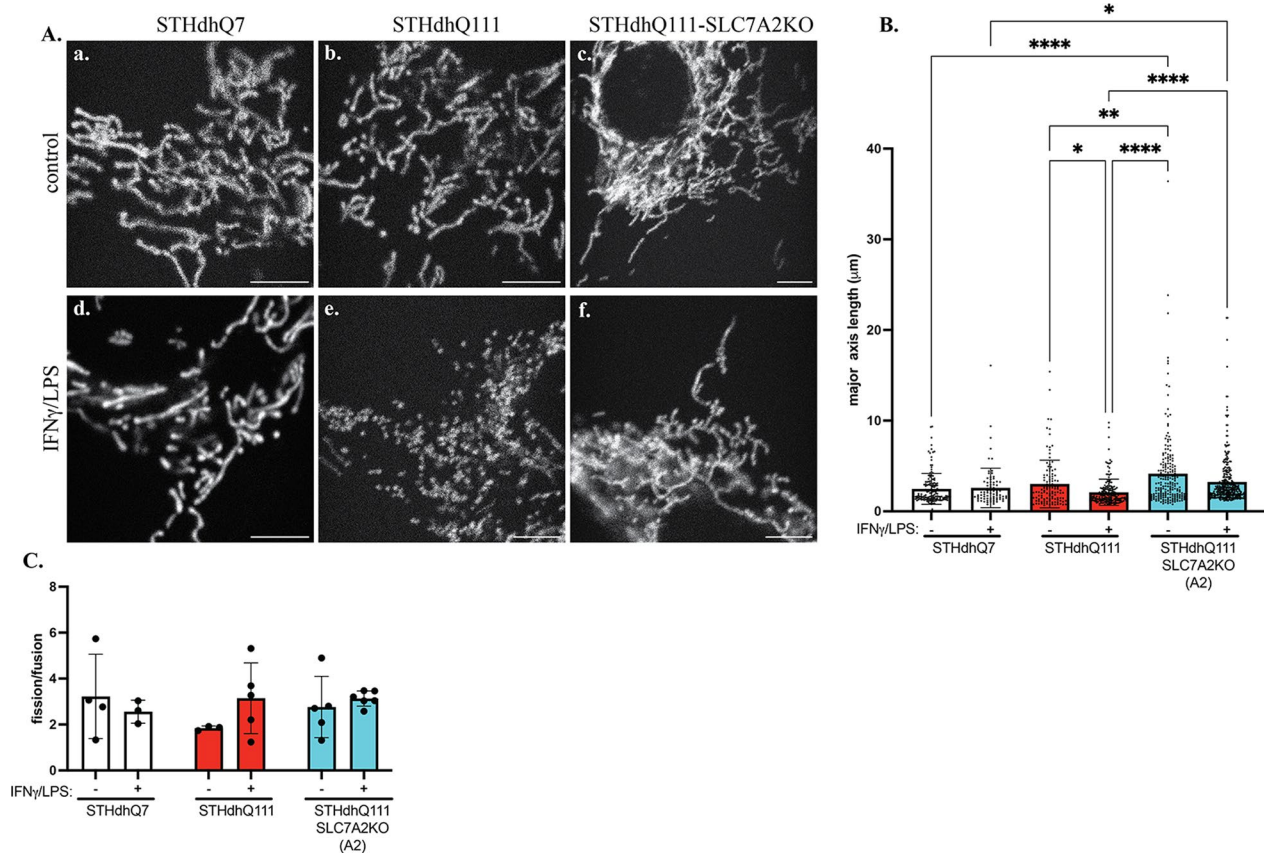 STHdhQ7 STHdhQ111 STHdhQ111-SLC7A2KO
A.
a. b. c.
control
d. e. f.
IFNγ/LPS
B.
*
****
****
**
* ****
40
30
20
10
0
major axis length (μm)
IFNγ/LPS: - + - + - +
STHdhQ7 STHdhQ111 STHdhQ111
SLC7A2KO
(A2)
C.
8
6
4
2
0
fission/fusion
IFNγ/LPS: - + - + - +
STHdhQ7 STHdhQ111 STHdhQ111
SLC7A2KO
(A2)